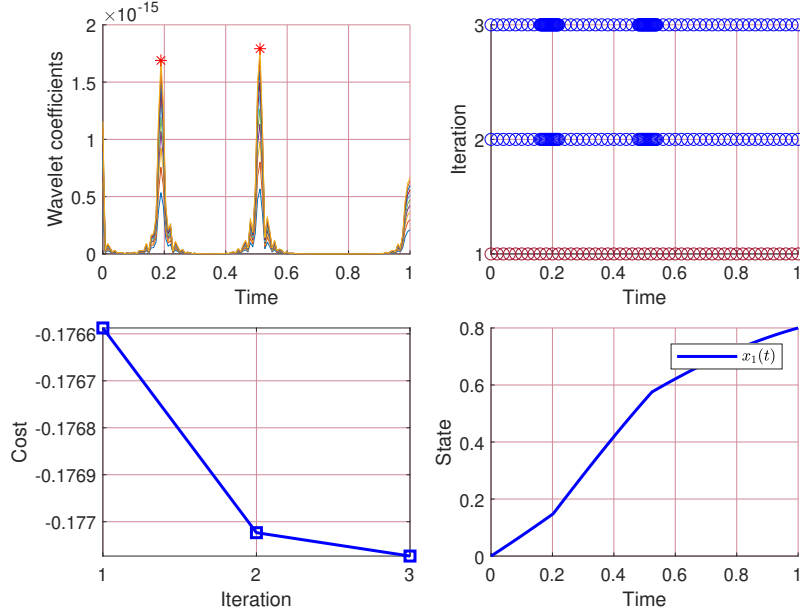 ×10⁻¹⁵
2
1.5
1
0.5
0
Wavelet coefficients
0 0.2 0.4 0.6 0.8 1
Time
3
2
1
Iteration
0 0.2 0.4 0.6 0.8 1
Time
-0.1766
-0.1767
-0.1768
-0.1769
-0.177
Cost
1 2 3
Iteration
0.8
0.6
0.4
0.2
0
State
x₁(t)
0 0.2 0.4 0.6 0.8 1
Time